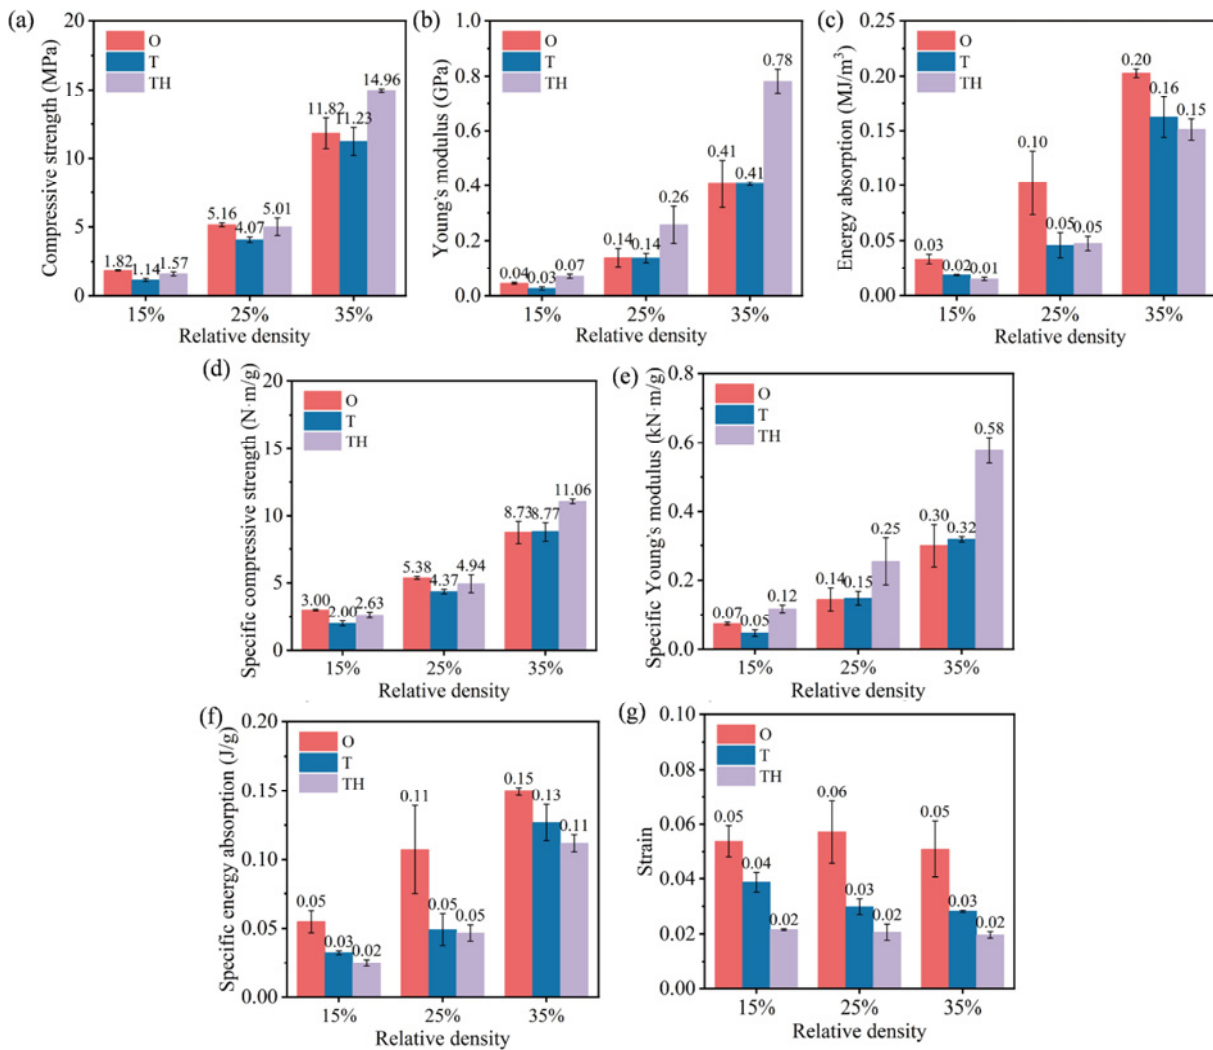 (a)
Compressive strength (MPa)
20
15
10
5
0
O
T
TH
1.82
1.14
1.57
5.16
4.07
5.01
11.82
11.23
14.96
15%
25%
35%
Relative density
(b)
Young's modulus (GPa)
1.0
0.8
0.6
0.4
0.2
0.0
O
T
TH
0.04
0.03
0.07
0.14
0.14
0.26
0.41
0.41
0.78
15%
25%
35%
Relative density
(c)
Energy absorption (MJ/m³)
0.25
0.20
0.15
0.10
0.05
0.00
O
T
TH
0.03
0.02
0.01
0.10
0.05
0.05
0.20
0.16
0.15
15%
25%
35%
Relative density
(d)
Specific compressive strength (N·m/g)
20
15
10
5
0
O
T
TH
3.00
2.00
2.63
5.38
4.37
4.94
8.73
8.77
11.06
15%
25%
35%
Relative density
(e)
Specific Young's modulus (kN·m/g)
0.8
0.6
0.4
0.2
0.0
O
T
TH
0.07
0.05
0.12
0.14
0.15
0.25
0.30
0.32
0.58
15%
25%
35%
Relative density
(f)
Specific energy absorption (J/g)
0.20
0.15
0.10
0.05
0.00
O
T
TH
0.05
0.03
0.02
0.11
0.05
0.05
0.15
0.13
0.11
15%
25%
35%
Relative density
(g)
Strain
0.10
0.08
0.06
0.04
0.02
0.00
O
T
TH
0.05
0.04
0.02
0.06
0.03
0.02
0.05
0.03
0.02
15%
25%
35%
Relative density